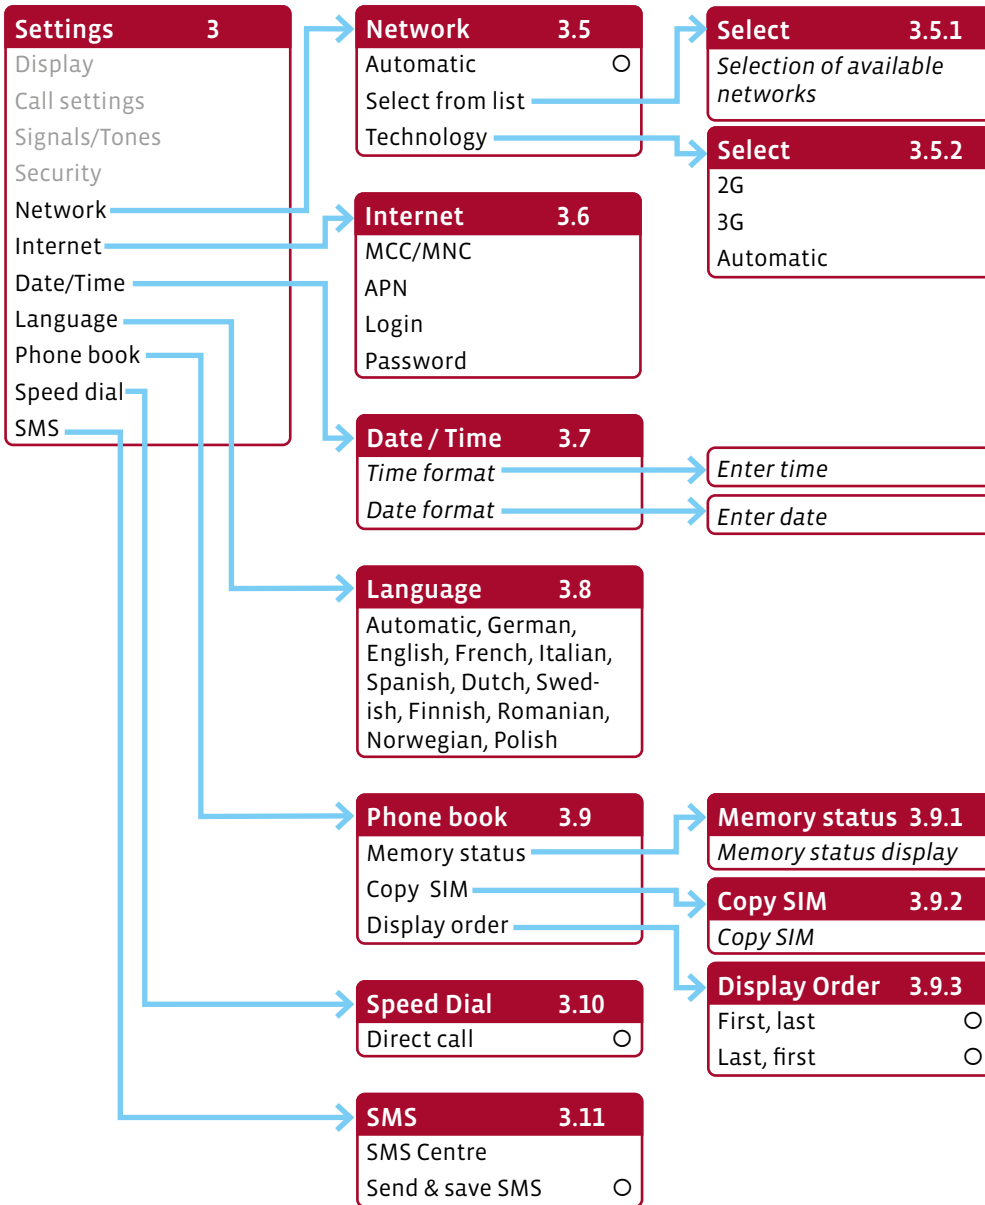 Settings 3
Display
Call settings
Signals/Tones
Security
Network
Internet
Date/Time
Language
Phone book
Speed dial
SMS
Network 3.5
Automatic
Select from list
Technology
Select 3.5.1
Selection of available
networks
Select 3.5.2
2G
3G
Automatic
Internet 3.6
MCC/MNC
APN
Login
Password
Date / Time 3.7
Time format
Date format
Enter time
Enter date
Language 3.8
Automatic, German,
English, French, Italian,
Spanish, Dutch, Swed-
ish, Finnish, Romanian,
Norwegian, Polish
Phone book 3.9
Memory status
Copy SIM
Display order
Memory status 3.9.1
Memory status display
Copy SIM 3.9.2
Copy SIM
Display Order 3.9.3
First, last
Last, first
Speed Dial 3.10
Direct call
SMS 3.11
SMS Centre
Send & save SMS